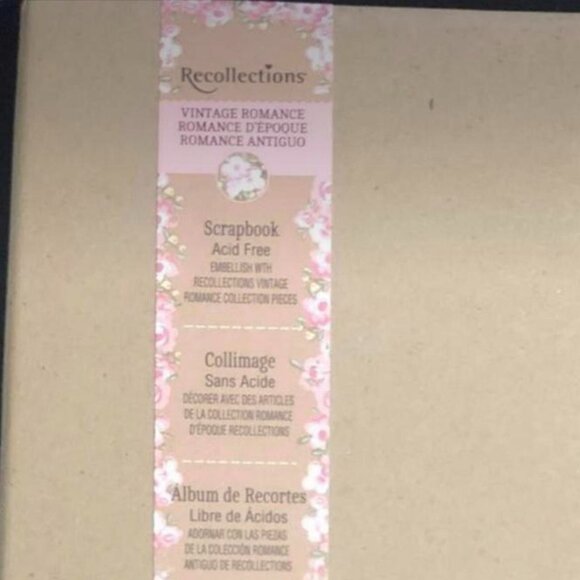 Recollections
VINTAGE ROMANCE
ROMANCE D'ÉPOQUE
ROMANCE ANTIGUO
Scrapbook
Acid Free
EMBELLISH WITH
RECOLLECTIONS VINTAGE
ROMANCE COLLECTION PIECES
Collimage
Sans Acide
DÉCORER AVEC DES ARTICLES
DE LA COLLECTION ROMANCE
D'ÉPOQUE RECOLLECTIONS
Álbum de Recortes
Libre de Ácidos
ADORNAR CON LAS PIEZAS
DE LA COLECCIÓN ROMANCE
ANTIGUO DE RECOLLECTIONS